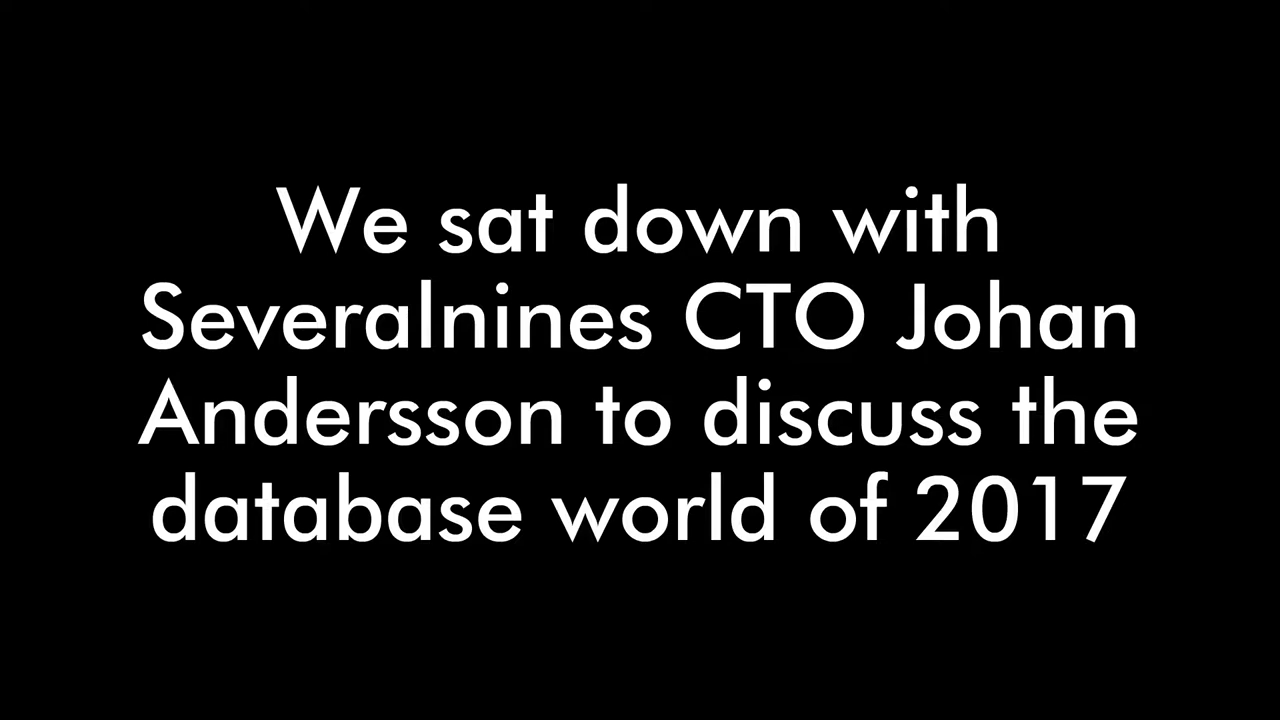 We sat down with
Severalnines CTO Johan
Andersson to discuss the
database world of 2017